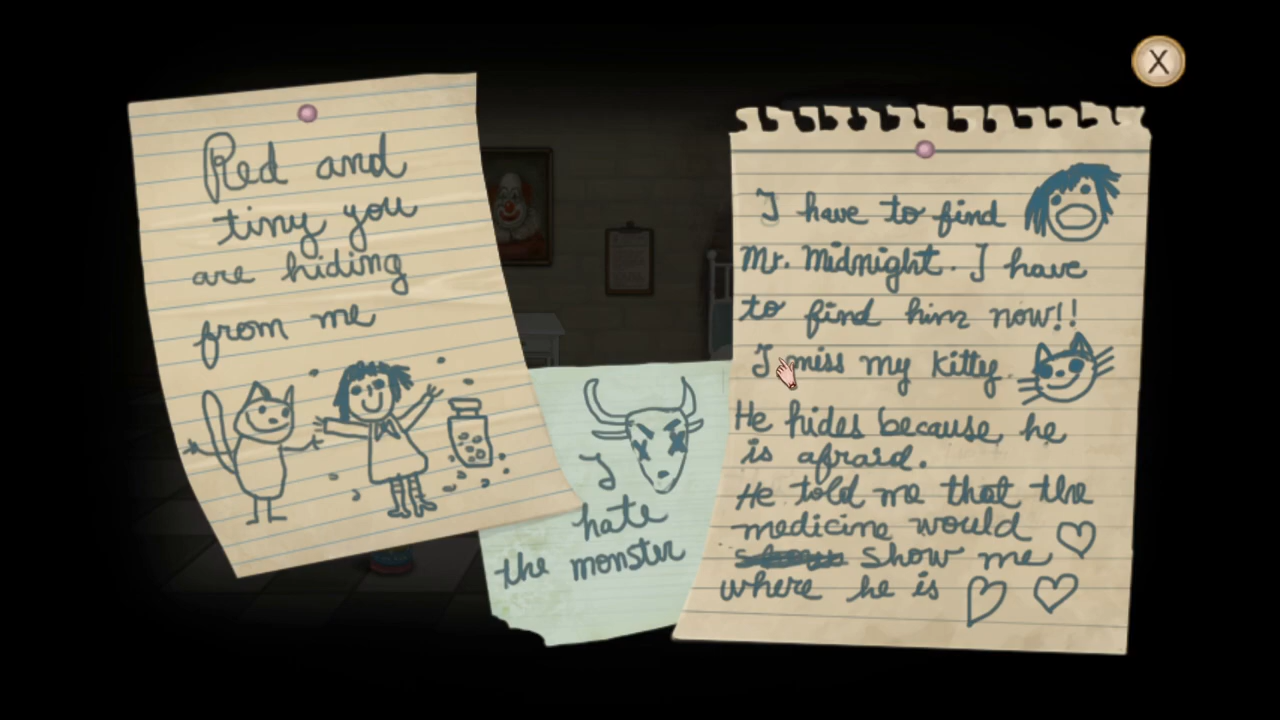 Red and
tiny you
are hiding
from me
I
hate
the monster
I have to find
Mr. Midnight. I have
to find him now!!
I miss my kitty.
He hides because he
is afraid.
He told me that the
medicine would
show me
where he is
X